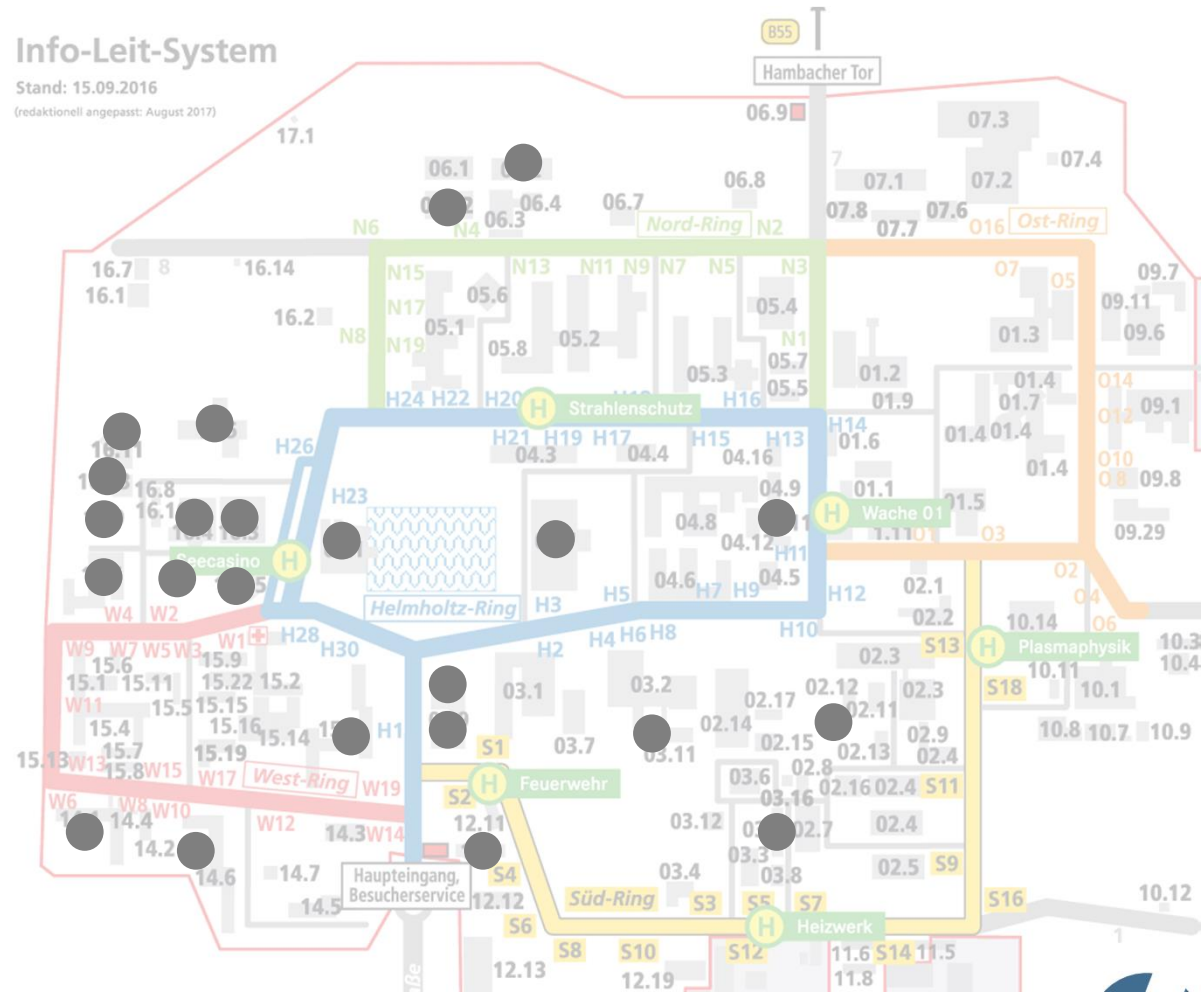 Info-Leit-System
Stand: 15.09.2016
(redaktionell angepasst: August 2017)
B55
Hambacher Tor
06.9
07.3
17.1
7
07.4
06.1
06.8
07.1
07.2
06.4
06.7
06.3
07.8
07.6
07.7
N6
N4
Nord-Ring
N2
O16
Ost-Ring
16.7
8
16.14
N15
N13
N11
N9
N7
N5
N3
O7
O5
09.7
16.1
05.6
09.11
16.2
N17
05.4
05.1
05.2
01.3
09.6
N8
N19
05.8
N1
05.7
05.3
05.5
01.2
01.4
O14
H24
H22
H20
H
Strahlenschutz
H16
01.9
01.7
09.1
O12
H14
H21
H19
H17
H15
H13
01.6
01.4
01.4
H26
04.3
04.4
04.16
O10
01.4
16.8
04.9
01.1
O8
09.8
H23
01.5
04.8
H
Wache 01
09.29
04.12
H11
O3
Seecasino
H
O2
04.6
04.5
02.1
O4
Helmholtz-Ring
H3
H5
H7
H9
H12
W4
W2
02.2
10.14
O6
H28
H30
H2
H4
H6
H8
H10
S13
H
Plasmaphysik
10.3
W9
W7
W5
W3
W1
15.9
02.3
10.4
15.6
15.1
15.11
15.22
15.2
03.1
03.2
02.12
02.3
S18
10.11
10.1
W11
15.5
15.15
02.17
02.11
15.4
15.16
15.14
H1
02.14
02.9
10.8
10.7
10.9
15.7
15.19
S1
03.7
03.11
02.15
02.13
02.4
15.13
W13
15.8
W15
W17
West-Ring
W19
H
Feuerwehr
03.6
02.8
02.16
02.4
S11
W6
W8
W10
S2
03.16
14.4
W12
14.3
W14
12.11
03.12
02.7
02.4
14.2
03.3
14.6
14.7
Haupteingang,
Besucherservice
S4
03.4
03.8
02.5
S9
14.5
12.12
Süd-Ring
S3
S5
S7
S16
10.12
S6
H
Heizwerk
1
S8
S10
S12
11.6
S14
11.5
12.13
12.19
11.8